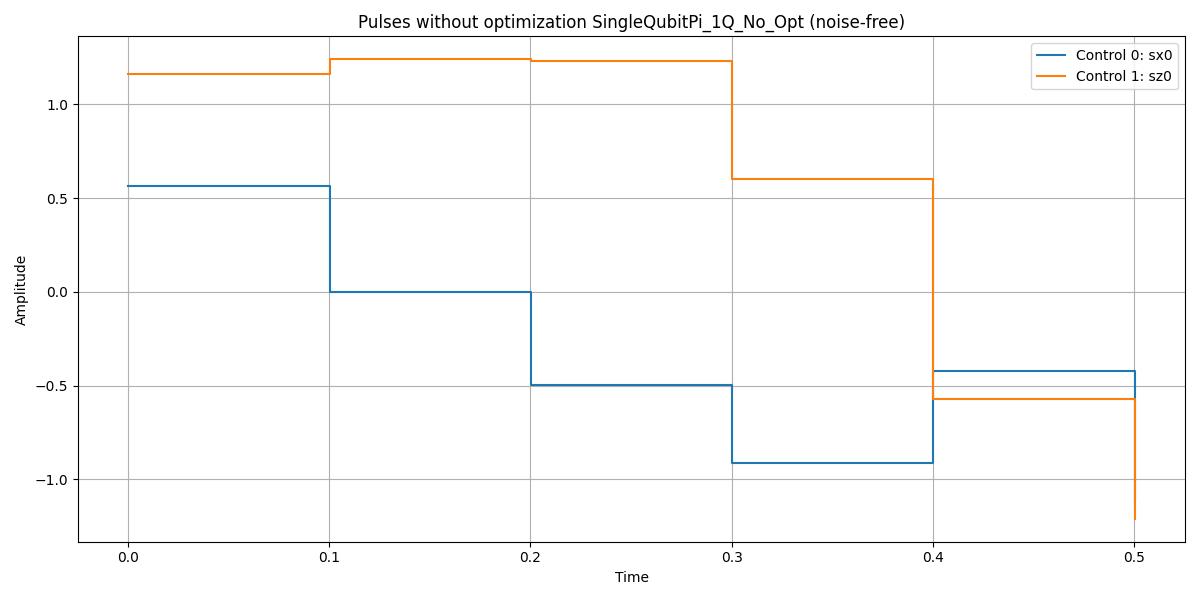 Pulses without optimization SingleQubitPi_1Q_No_Opt (noise-free)
Control 0: sx0
Control 1: sz0
Amplitude
1.0
0.5
0.0
−0.5
−1.0
0.0 0.1 0.2 0.3 0.4 0.5
Time